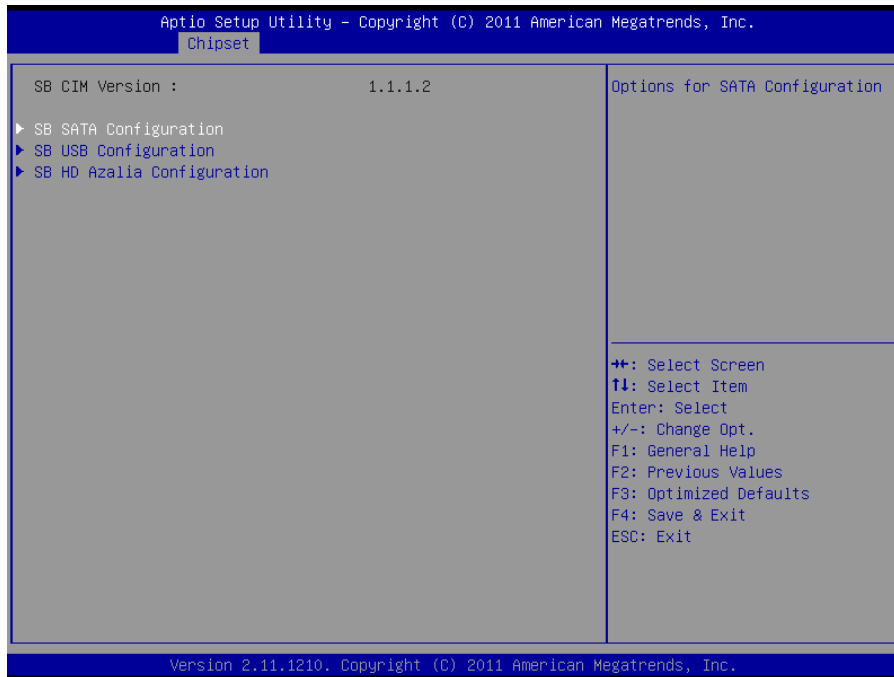 Aptio Setup Utility – Copyright (C) 2011 American Megatrends, Inc.
Chipset
SB CIM Version : 1.1.1.2
▶ SB SATA Configuration
▶ SB USB Configuration
▶ SB HD Azalia Configuration
Options for SATA Configuration
→←: Select Screen
↑↓: Select Item
Enter: Select
+/-: Change Opt.
F1: General Help
F2: Previous Values
F3: Optimized Defaults
F4: Save & Exit
ESC: Exit
Version 2.11.1210. Copyright (C) 2011 American Megatrends, Inc.